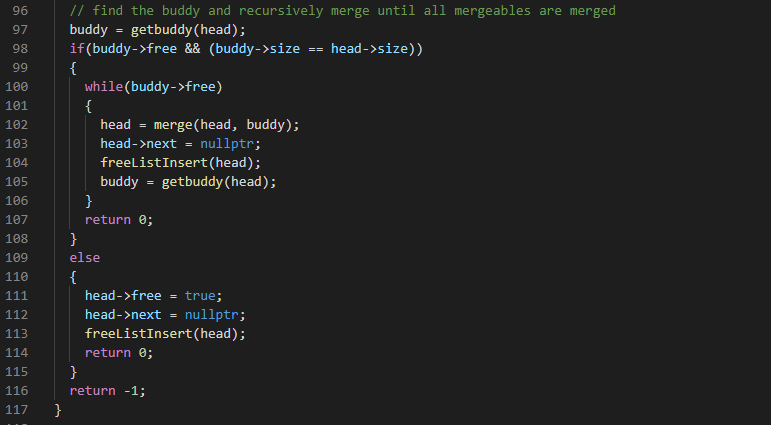 96 // find the buddy and recursively merge until all mergeables are merged
97 buddy = getbuddy(head);
98 if(buddy->free && (buddy->size == head->size))
99 {
100 while(buddy->free)
101 {
102 head = merge(head, buddy);
103 head->next = nullptr;
104 freeListInsert(head);
105 buddy = getbuddy(head);
106 }
107 return 0;
108 }
109 else
110 {
111 head->free = true;
112 head->next = nullptr;
113 freeListInsert(head);
114 return 0;
115 }
116 return -1;
117 }